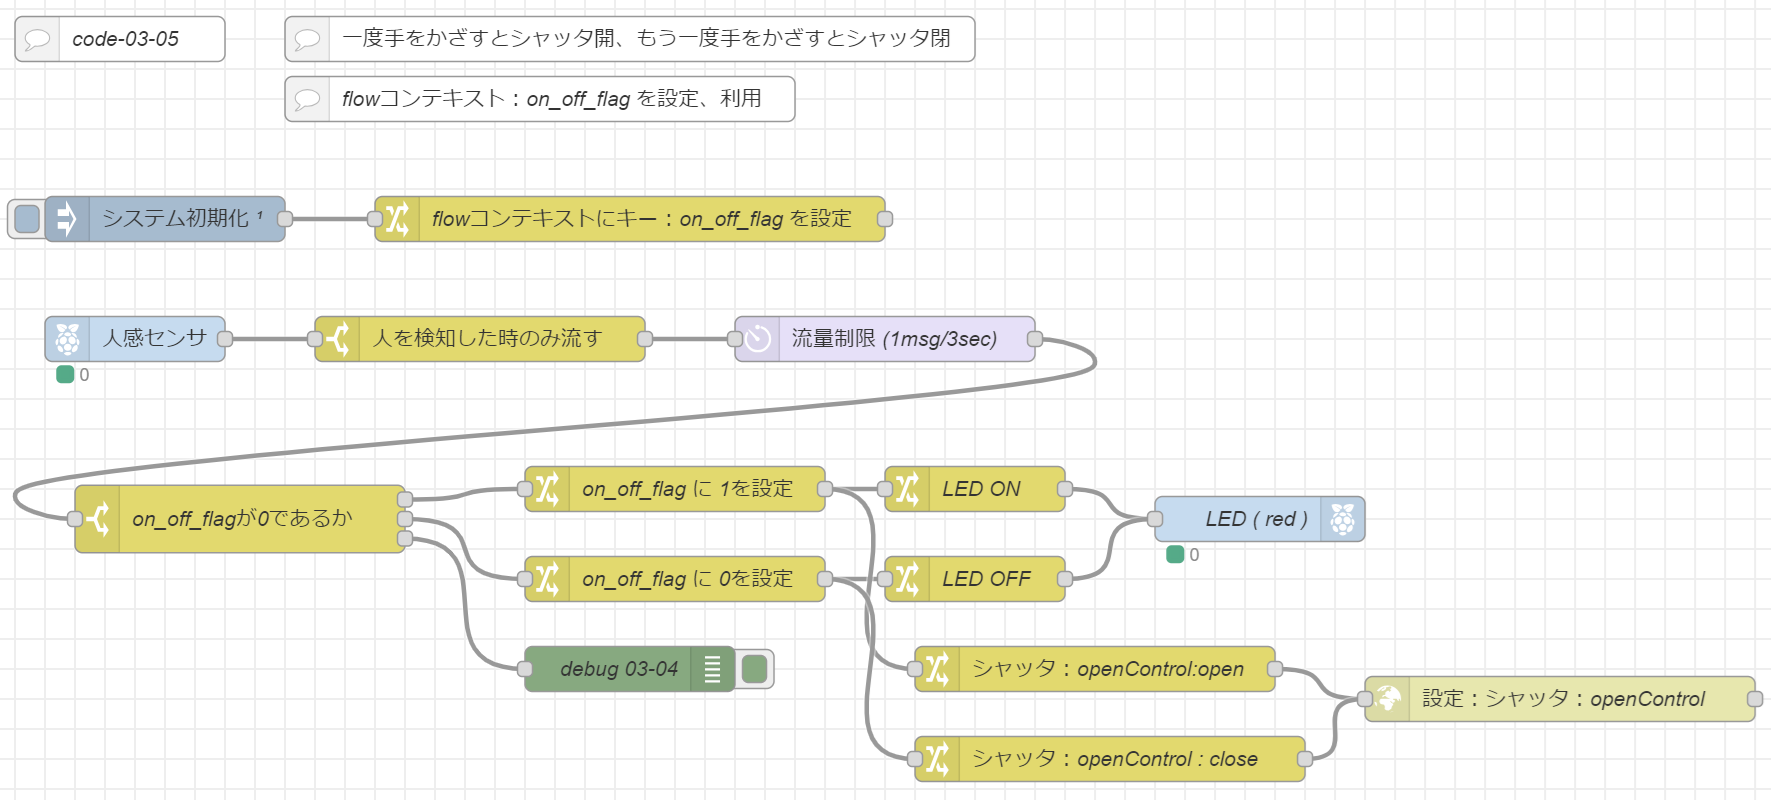 code-03-05
一度手をかざすとシャッタ開、もう一度手をかざすとシャッタ閉
flowコンテキスト：on_off_flag を設定、利用
システム初期化 ¹
flowコンテキストにキー：on_off_flag を設定
人感センサ
0
人を検知した時のみ流す
流量制限 (1msg/3sec)
on_off_flagが0であるか
on_off_flag に 1を設定
LED ON
LED ( red )
0
on_off_flag に 0を設定
LED OFF
debug 03-04
シャッタ：openControl:open
設定：シャッタ：openControl
シャッタ：openControl : close